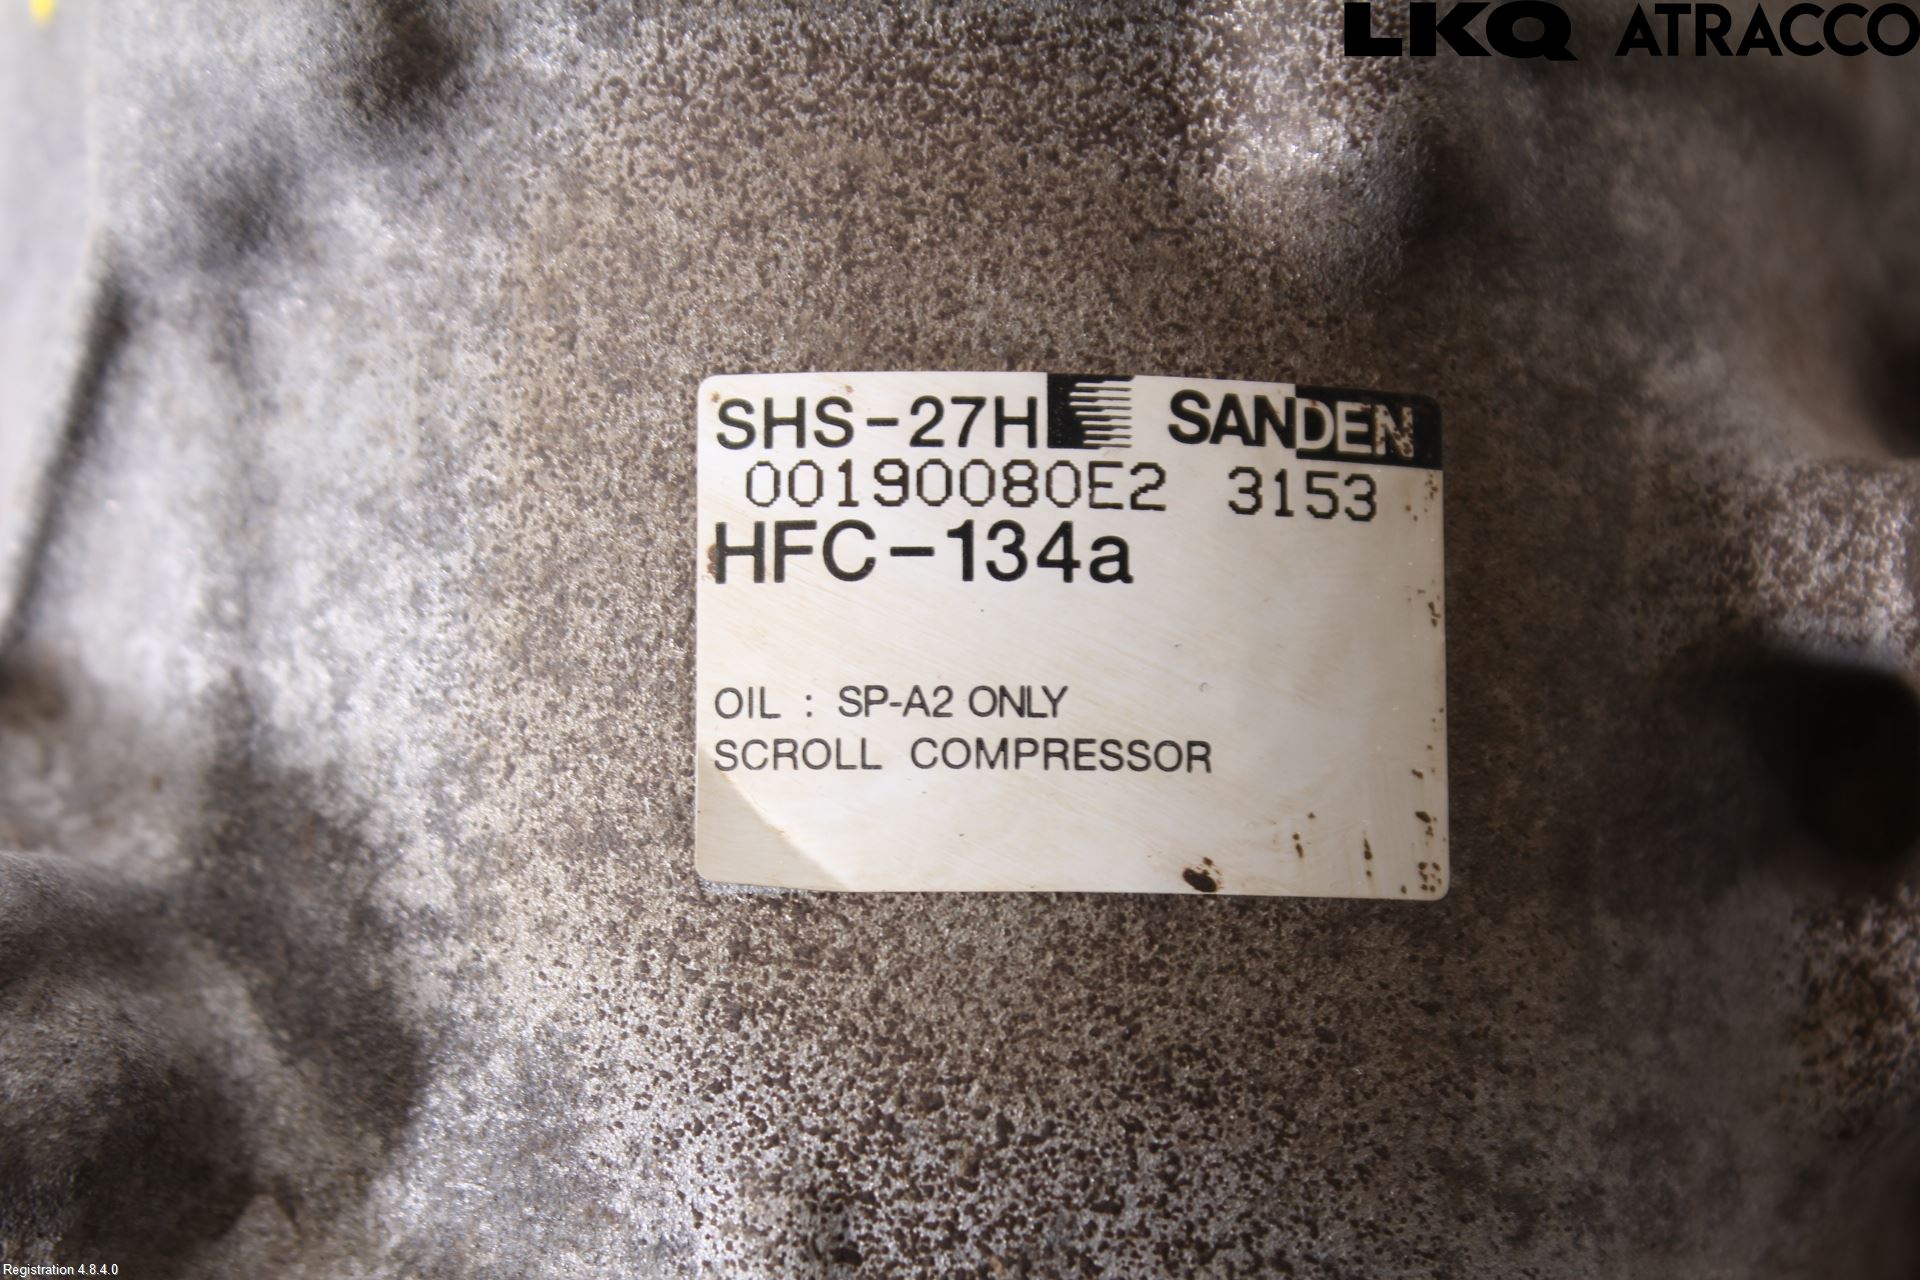 LKQ ATRACCO
SHS-27H SANDEN
00190080E2 3153
HFC-134a
OIL : SP-A2 ONLY
SCROLL COMPRESSOR
Registration 4.8.4.0